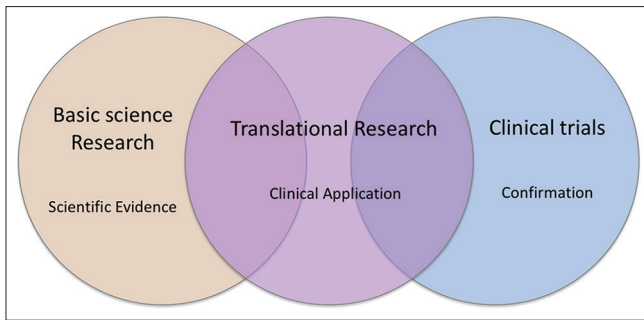 Basic science
Research
Scientific Evidence
Translational Research
Clinical Application
Clinical trials
Confirmation